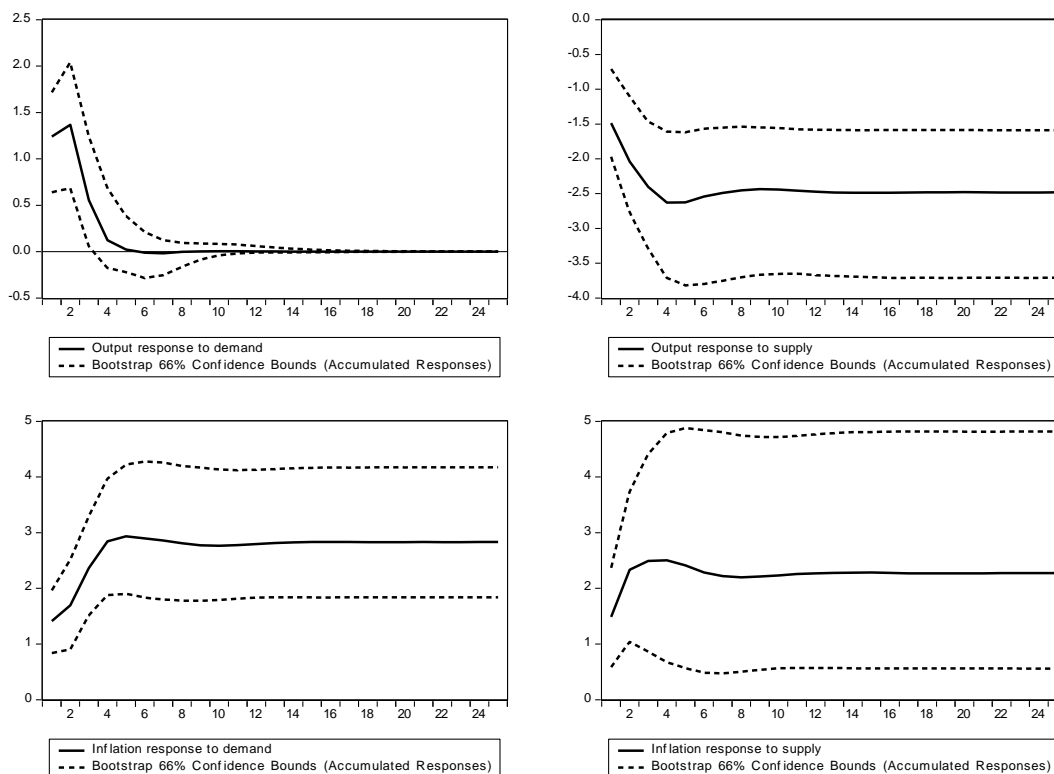 2.5
2.0
1.5
1.0
0.5
0.0
-0.5
2 4 6 8 10 12 14 16 18 20 22 24
Output response to demand
Bootstrap 66% Confidence Bounds (Accumulated Responses)
0.0
-0.5
-1.0
-1.5
-2.0
-2.5
-3.0
-3.5
-4.0
2 4 6 8 10 12 14 16 18 20 22 24
Output response to supply
Bootstrap 66% Confidence Bounds (Accumulated Responses)
5
4
3
2
1
0
2 4 6 8 10 12 14 16 18 20 22 24
Inflation response to demand
Bootstrap 66% Confidence Bounds (Accumulated Responses)
5
4
3
2
1
0
2 4 6 8 10 12 14 16 18 20 22 24
Inflation response to supply
Bootstrap 66% Confidence Bounds (Accumulated Responses)